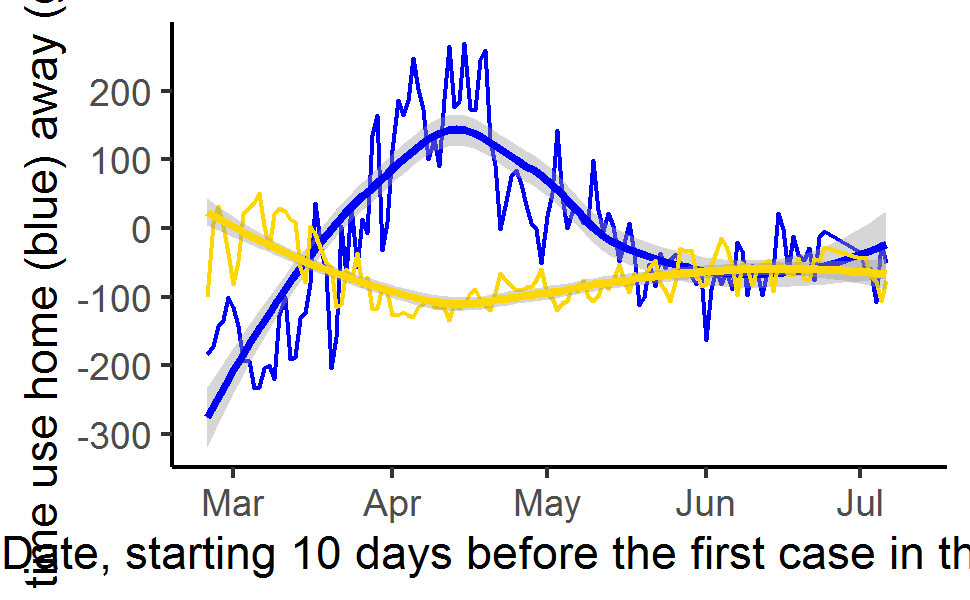 time use home (blue) away (
200
100
0
-100
-200
-300
Mar Apr May Jun Jul
Date, starting 10 days before the first case in th